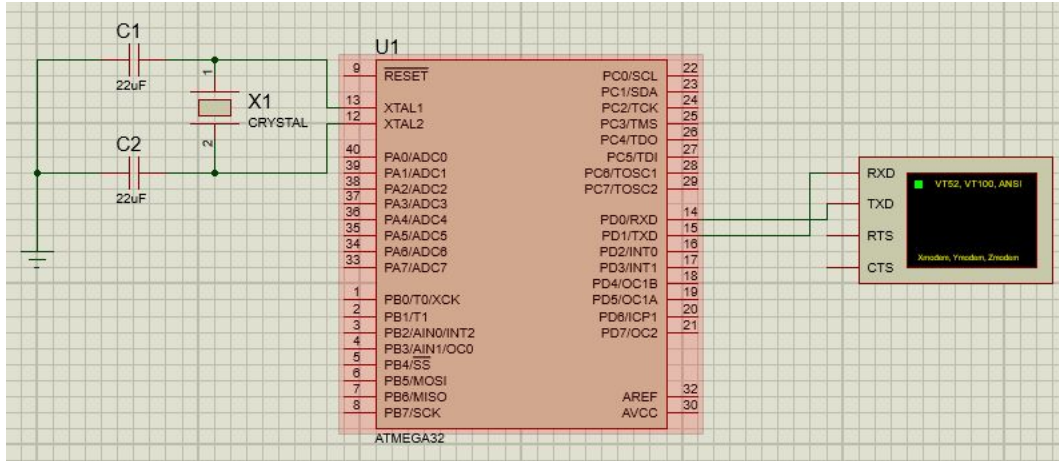 C1
22uF
1
X1
CRYSTAL
2
C2
22uF
U1
9 RESET
13 XTAL1
12 XTAL2
40 PA0/ADC0
39 PA1/ADC1
38 PA2/ADC2
37 PA3/ADC3
36 PA4/ADC4
35 PA5/ADC5
34 PA6/ADC6
33 PA7/ADC7
1 PB0/T0/XCK
2 PB1/T1
3 PB2/AIN0/INT2
4 PB3/AIN1/OC0
5 PB4/SS
6 PB5/MOSI
7 PB6/MISO
8 PB7/SCK
PC0/SCL 22
PC1/SDA 23
PC2/TCK 24
PC3/TMS 25
PC4/TDO 26
PC5/TDI 27
PC6/TOSC1 28
PC7/TOSC2 29
PD0/RXD 14
PD1/TXD 15
PD2/INT0 16
PD3/INT1 17
PD4/OC1B 18
PD5/OC1A 19
PD6/ICP1 20
PD7/OC2 21
AREF 32
AVCC 30
ATMEGA32
RXD
TXD
RTS
CTS
VT52, VT100, ANSI
Xmodem, Ymodem, Zmodem